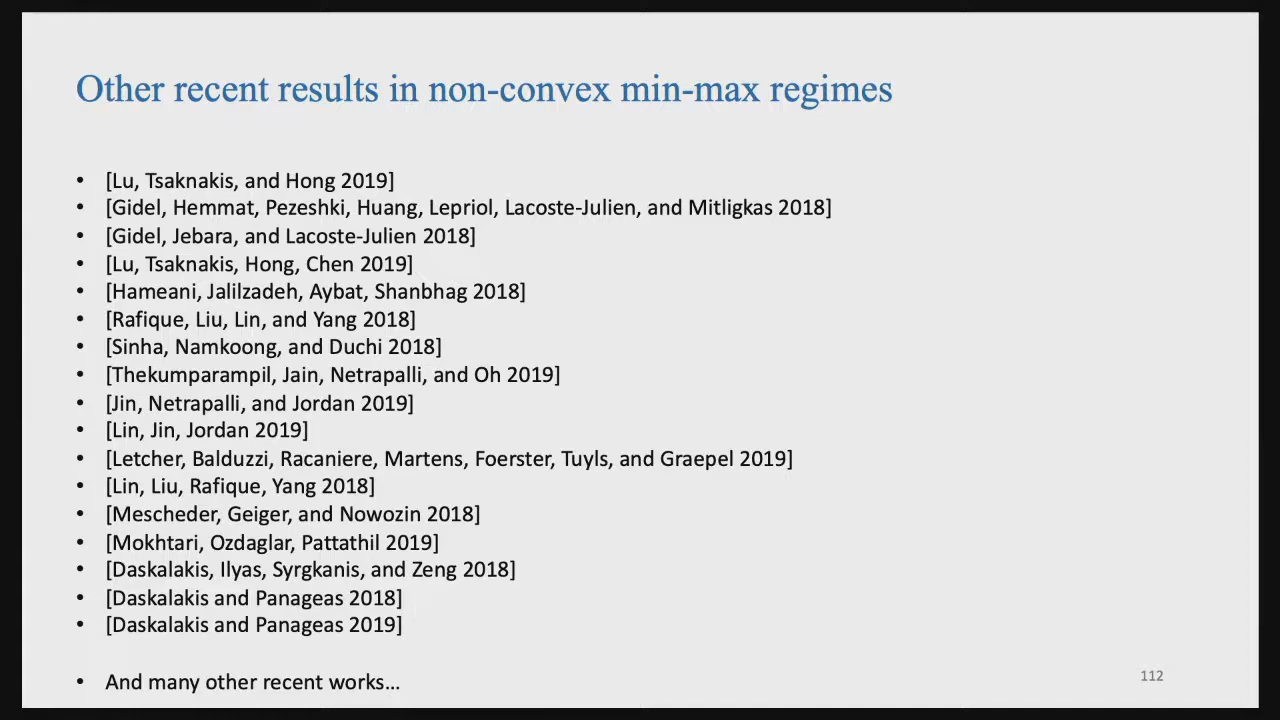 Other recent results in non-convex min-max regimes
• [Lu, Tsaknakis, and Hong 2019]
• [Gidel, Hemmat, Pezeshki, Huang, Lepriol, Lacoste-Julien, and Mitligkas 2018]
• [Gidel, Jebara, and Lacoste-Julien 2018]
• [Lu, Tsaknakis, Hong, Chen 2019]
• [Hameani, Jalilzadeh, Aybat, Shanbhag 2018]
• [Rafique, Liu, Lin, and Yang 2018]
• [Sinha, Namkoong, and Duchi 2018]
• [Thekumparampil, Jain, Netrapalli, and Oh 2019]
• [Jin, Netrapalli, and Jordan 2019]
• [Lin, Jin, Jordan 2019]
• [Letcher, Balduzzi, Racaniere, Martens, Foerster, Tuyls, and Graepel 2019]
• [Lin, Liu, Rafique, Yang 2018]
• [Mescheder, Geiger, and Nowozin 2018]
• [Mokhtari, Ozdaglar, Pattathil 2019]
• [Daskalakis, Ilyas, Syrgkanis, and Zeng 2018]
• [Daskalakis and Panageas 2018]
• [Daskalakis and Panageas 2019]
• And many other recent works…
112